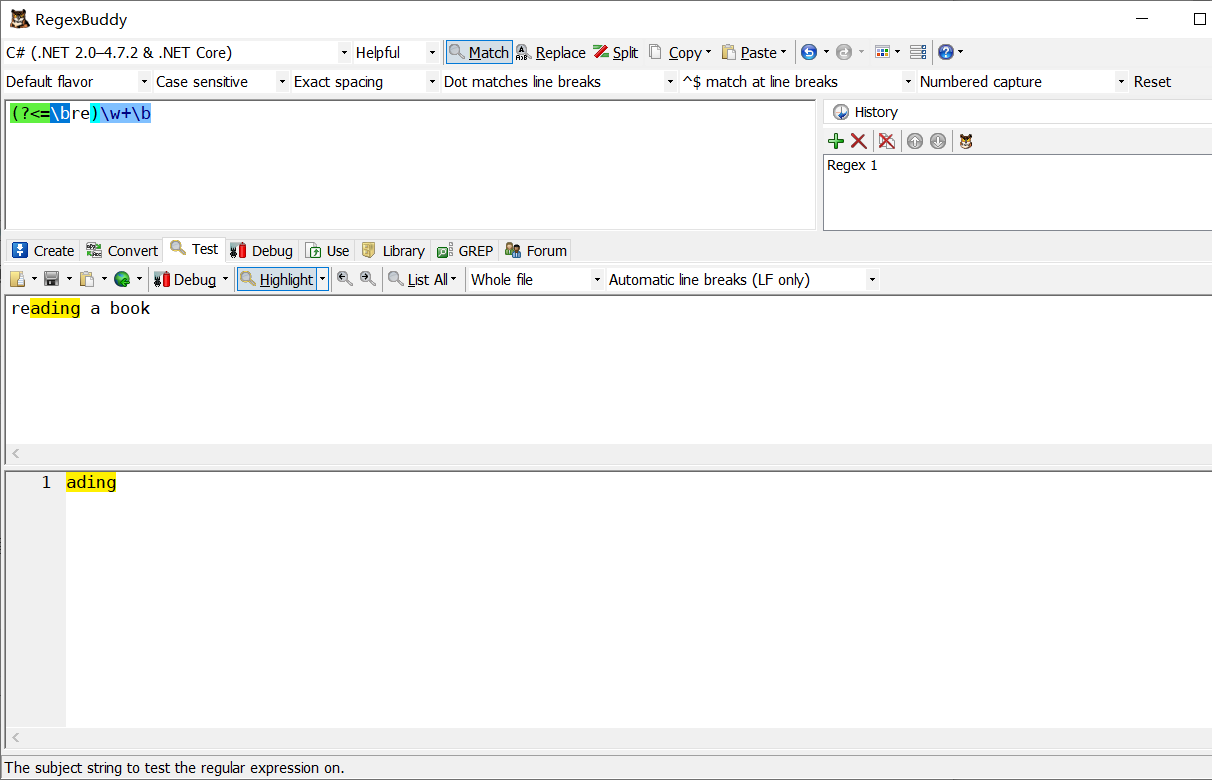 RegexBuddy
C# (.NET 2.0–4.7.2 & .NET Core) Helpful Match Replace Split Copy Paste
Default flavor Case sensitive Exact spacing Dot matches line breaks ^$ match at line breaks Numbered capture Reset
(?<=\bre)\w+\b
History
Regex 1
Create Convert Test Debug Use Library GREP Forum
Debug Highlight List All Whole file Automatic line breaks (LF only)
reading a book
1 ading
The subject string to test the regular expression on.